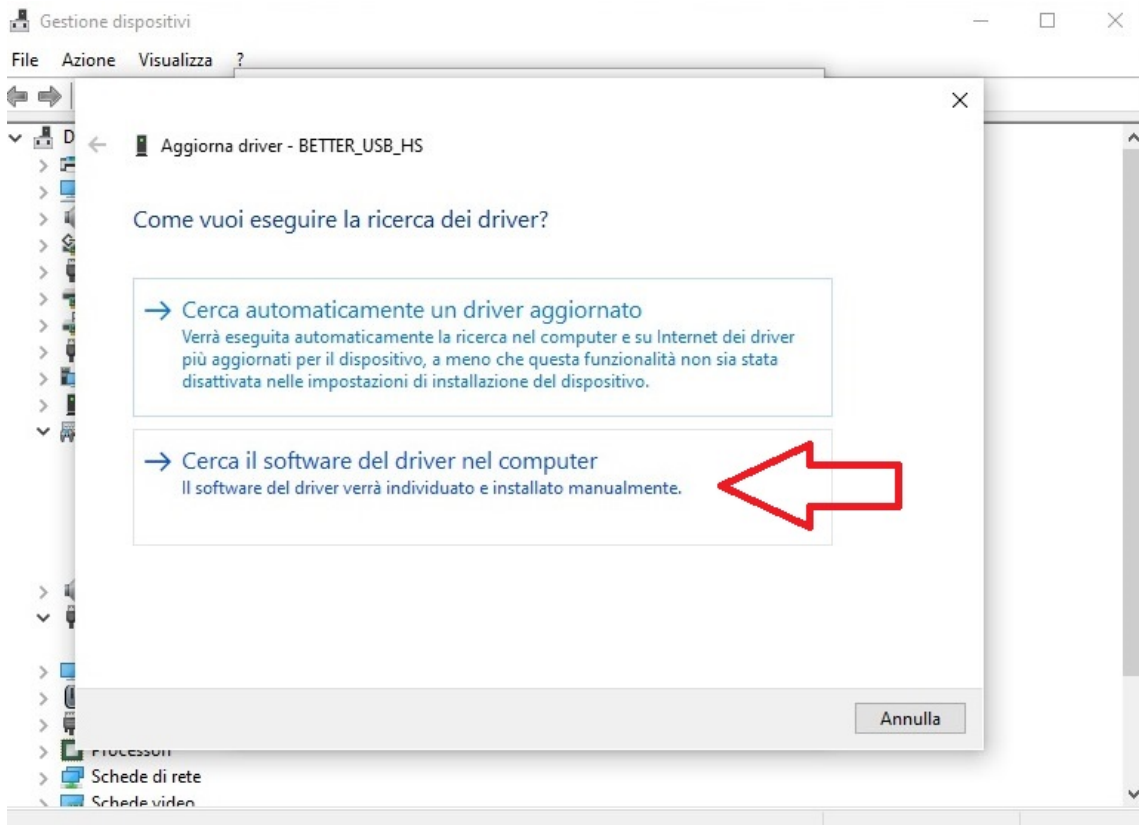 Gestione dispositivi
File Azione Visualizza ?
D
Aggiorna driver - BETTER_USB_HS
Come vuoi eseguire la ricerca dei driver?
Cerca automaticamente un driver aggiornato
Verrà eseguita automaticamente la ricerca nel computer e su Internet dei driver
più aggiornati per il dispositivo, a meno che questa funzionalità non sia stata
disattivata nelle impostazioni di installazione del dispositivo.
Cerca il software del driver nel computer
Il software del driver verrà individuato e installato manualmente.
Annulla
Processori
Schede di rete
Schede video